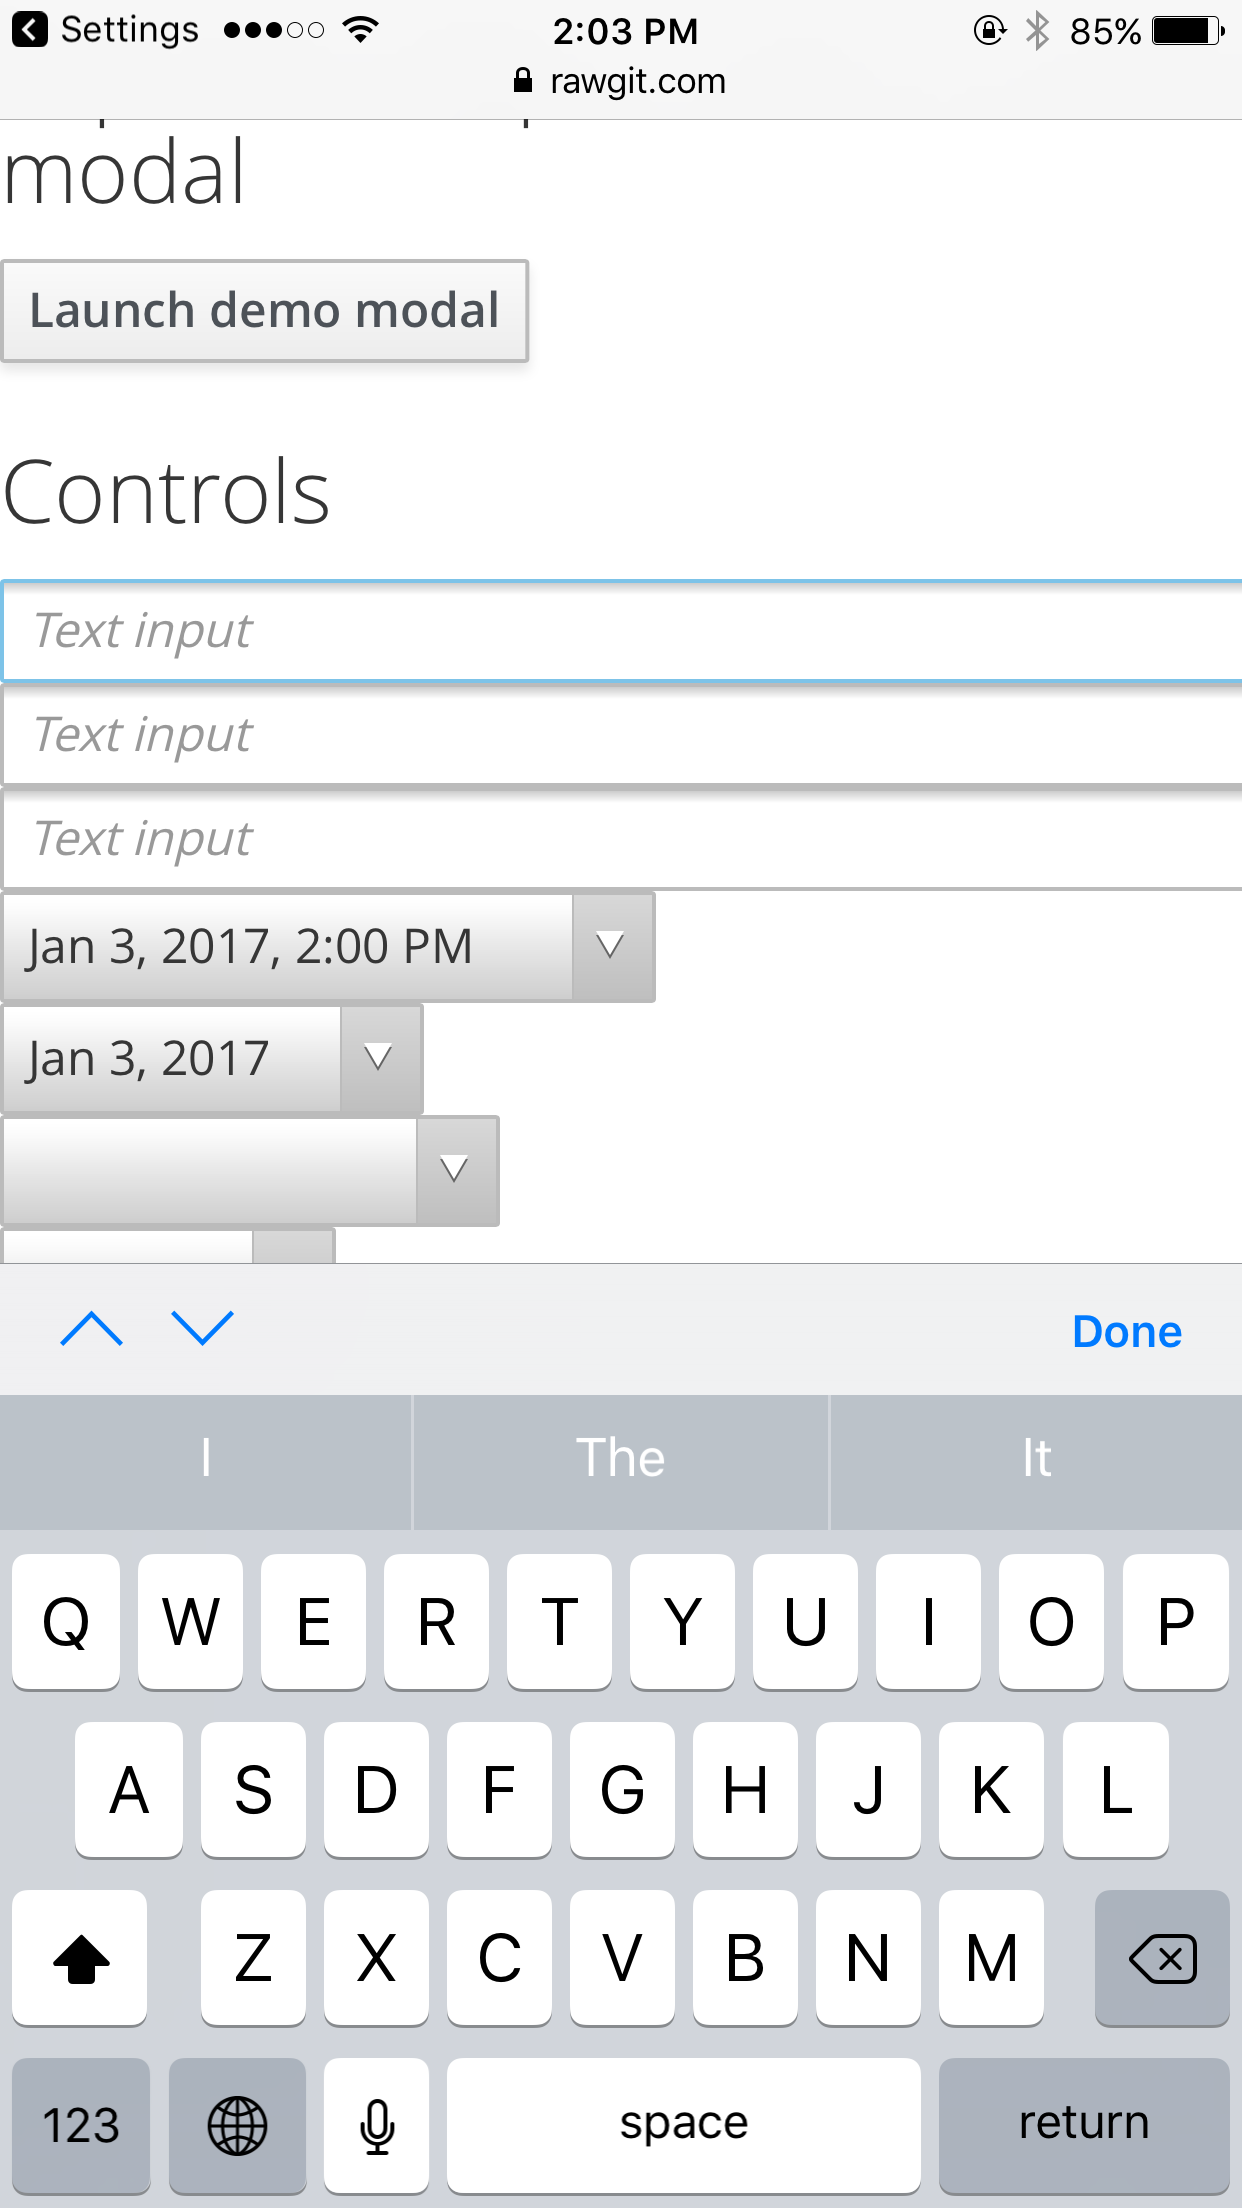 Settings 2:03 PM 85%
rawgit.com
modal
Launch demo modal
Controls
Text input
Text input
Text input
Jan 3, 2017, 2:00 PM
Jan 3, 2017
Done
I The It
Q W E R T Y U I O P
A S D F G H J K L
Z X C V B N M
123 space return